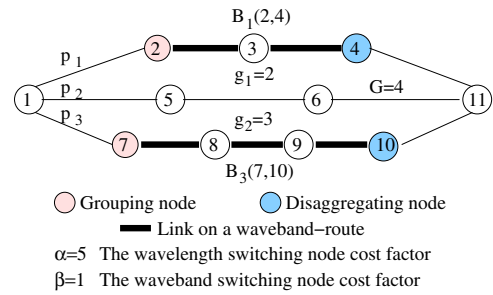 B1(2,4)
2 3 4
p1 g1=2
p2 G=4
1 5 6 11
p3 g2=3
7 8 9 10
B3(7,10)
Grouping node Disaggregating node
Link on a waveband−route
α=5 The wavelength switching node cost factor
β=1 The waveband switching node cost factor